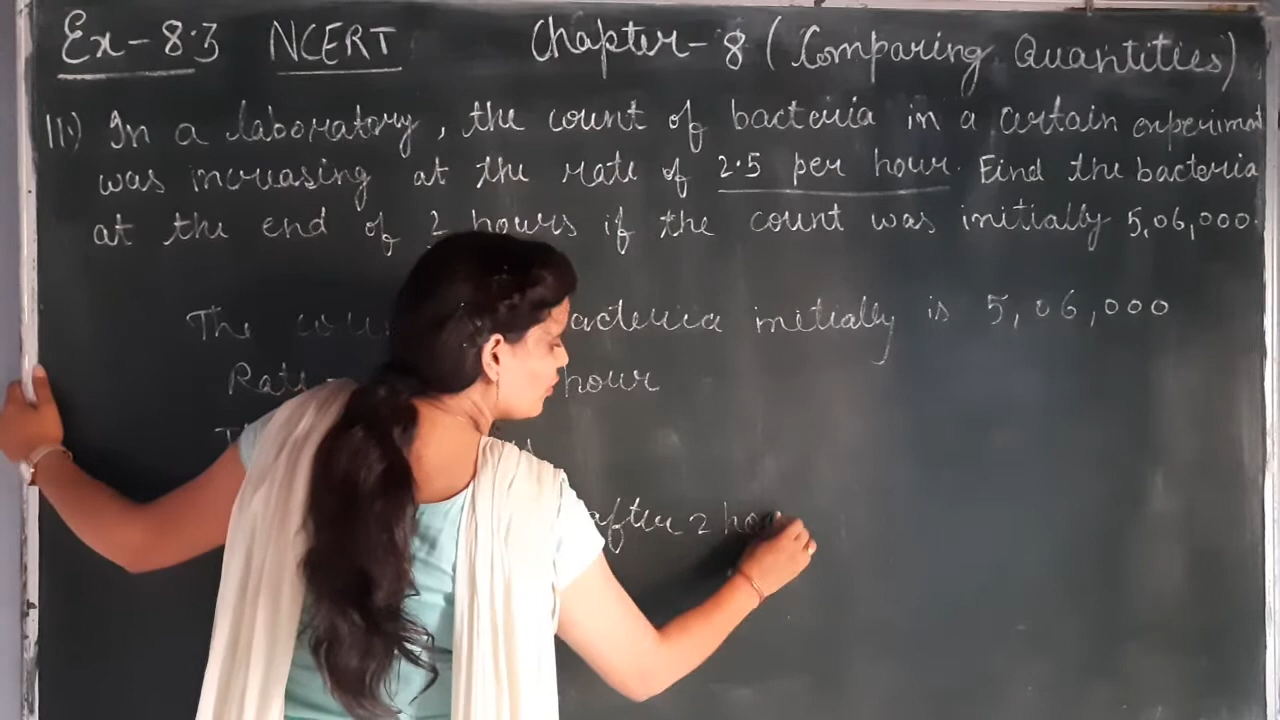 Ex-8.3 NCERT Chapter-8 (Comparing Quantities)
11.) In a laboratory, the count of bacteria in a certain experiment
was increasing at the rate of 2.5 per hour. Find the bacteria
at the end of 2 hours if the count was initially 5,06,000.
The initially is 5,06,000
hour
after 2